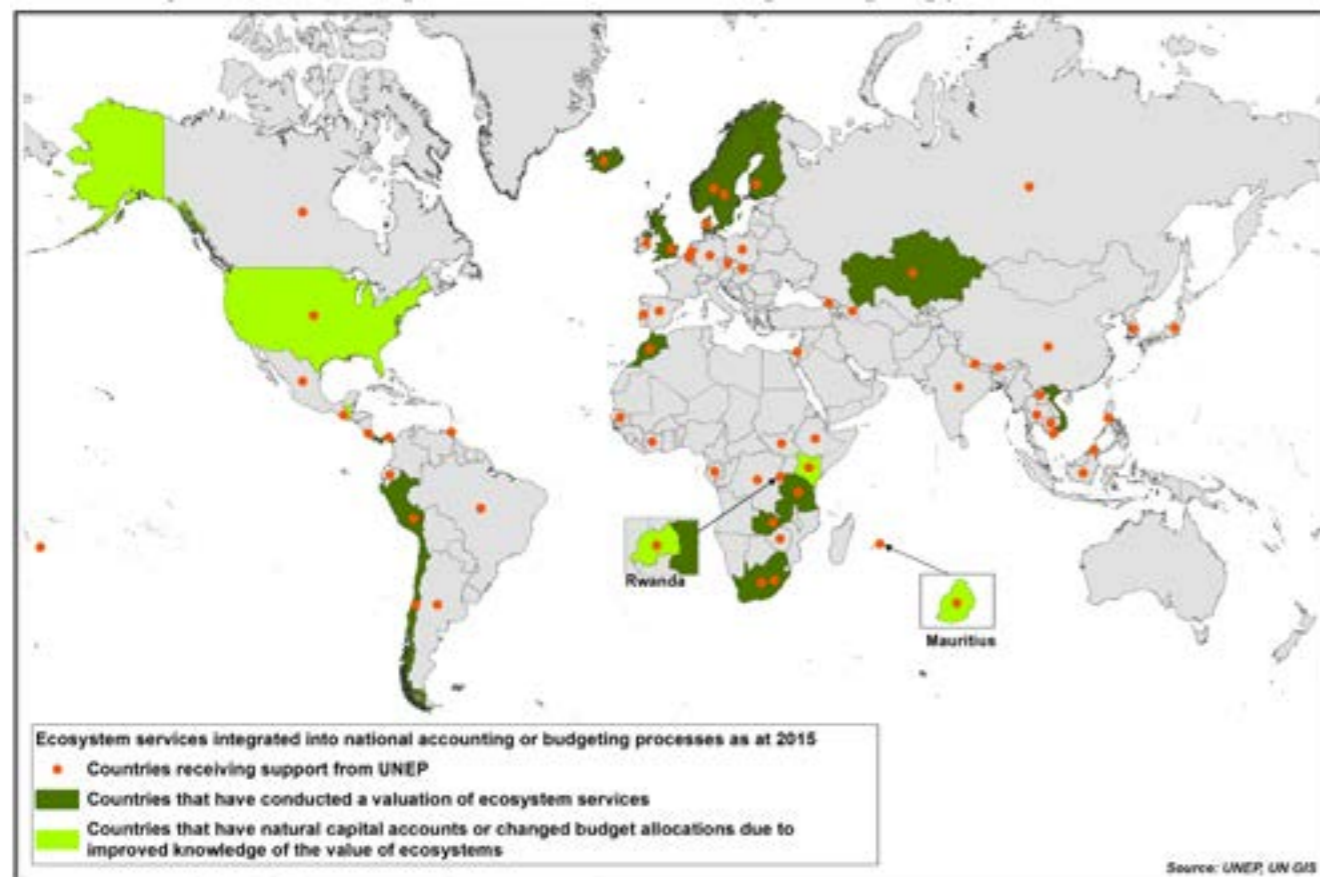 Rwanda
Mauritius
Ecosystem services integrated into national accounting or budgeting processes as at 2015
Countries receiving support from UNEP
Countries that have conducted a valuation of ecosystem services
Countries that have natural capital accounts or changed budget allocations due to
improved knowledge of the value of ecosystems
Source: UNEP, UN GIS